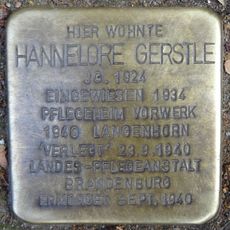 HIER WOHNTE
HANNELORE GERSTLE
JG. 1924
EINGEWIESEN 1934
PFLEGEHEIM VORWERK
1940 LANGENHORN
'VERLEGT' 23.9.1940
LANDES-PFLEGEANSTALT
BRANDENBURG
ERMORDET SEPT. 1940